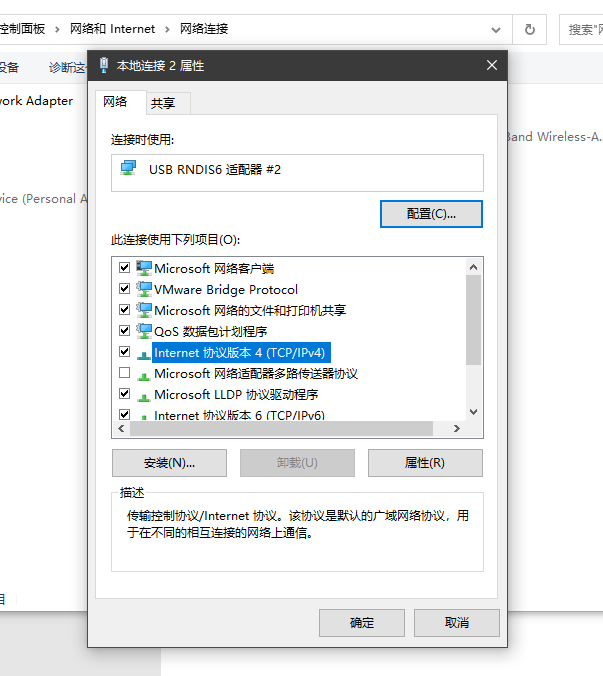 控制面板 › 网络和 Internet › 网络连接
搜索"网
设备
诊断这个
本地连接 2 属性
work Adapter
网络
共享
连接时使用:
Band Wireless-A...
USB RNDIS6 适配器 #2
vice (Personal A
配置(C)...
此连接使用下列项目(O):
Microsoft 网络客户端
VMware Bridge Protocol
Microsoft 网络的文件和打印机共享
QoS 数据包计划程序
Internet 协议版本 4 (TCP/IPv4)
Microsoft 网络适配器多路传送器协议
Microsoft LLDP 协议驱动程序
Internet 协议版本 6 (TCP/IPv6)
安装(N)...
卸载(U)
属性(R)
描述
传输控制协议/Internet 协议。该协议是默认的广域网络协议，用
于在不同的相互连接的网络上通信。
目
确定
取消